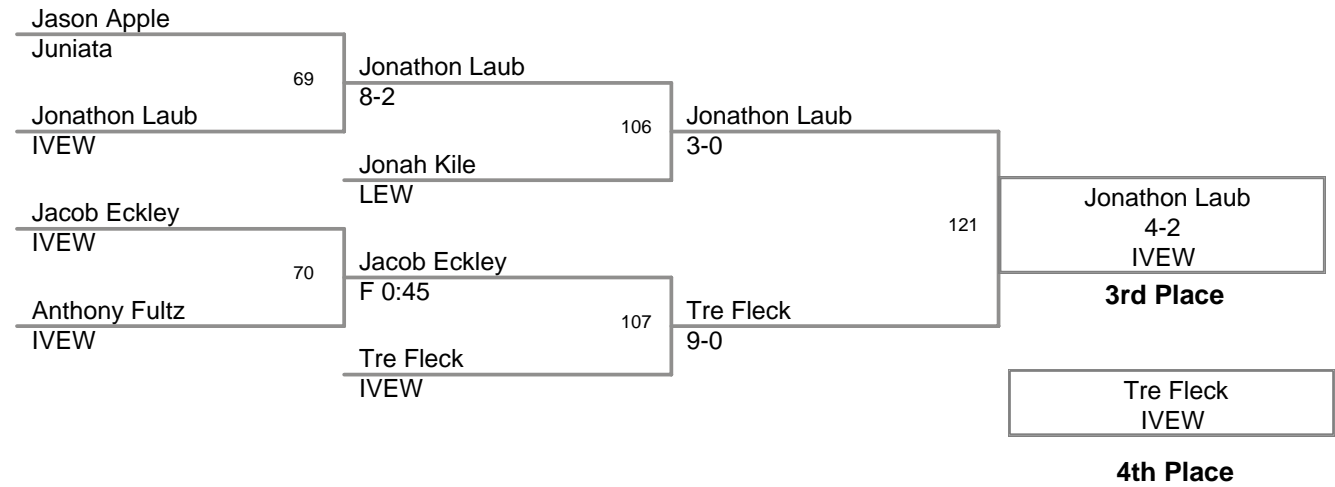 Jason Apple
Juniata
69
Jonathon Laub
8-2
Jonathon Laub
IVEW
106
Jonathon Laub
3-0
Jonah Kile
LEW
Jacob Eckley
IVEW
70
Jacob Eckley
F 0:45
Anthony Fultz
IVEW
107
Tre Fleck
9-0
Tre Fleck
IVEW
121
Jonathon Laub
4-2
IVEW
3rd Place
Tre Fleck
IVEW
4th Place